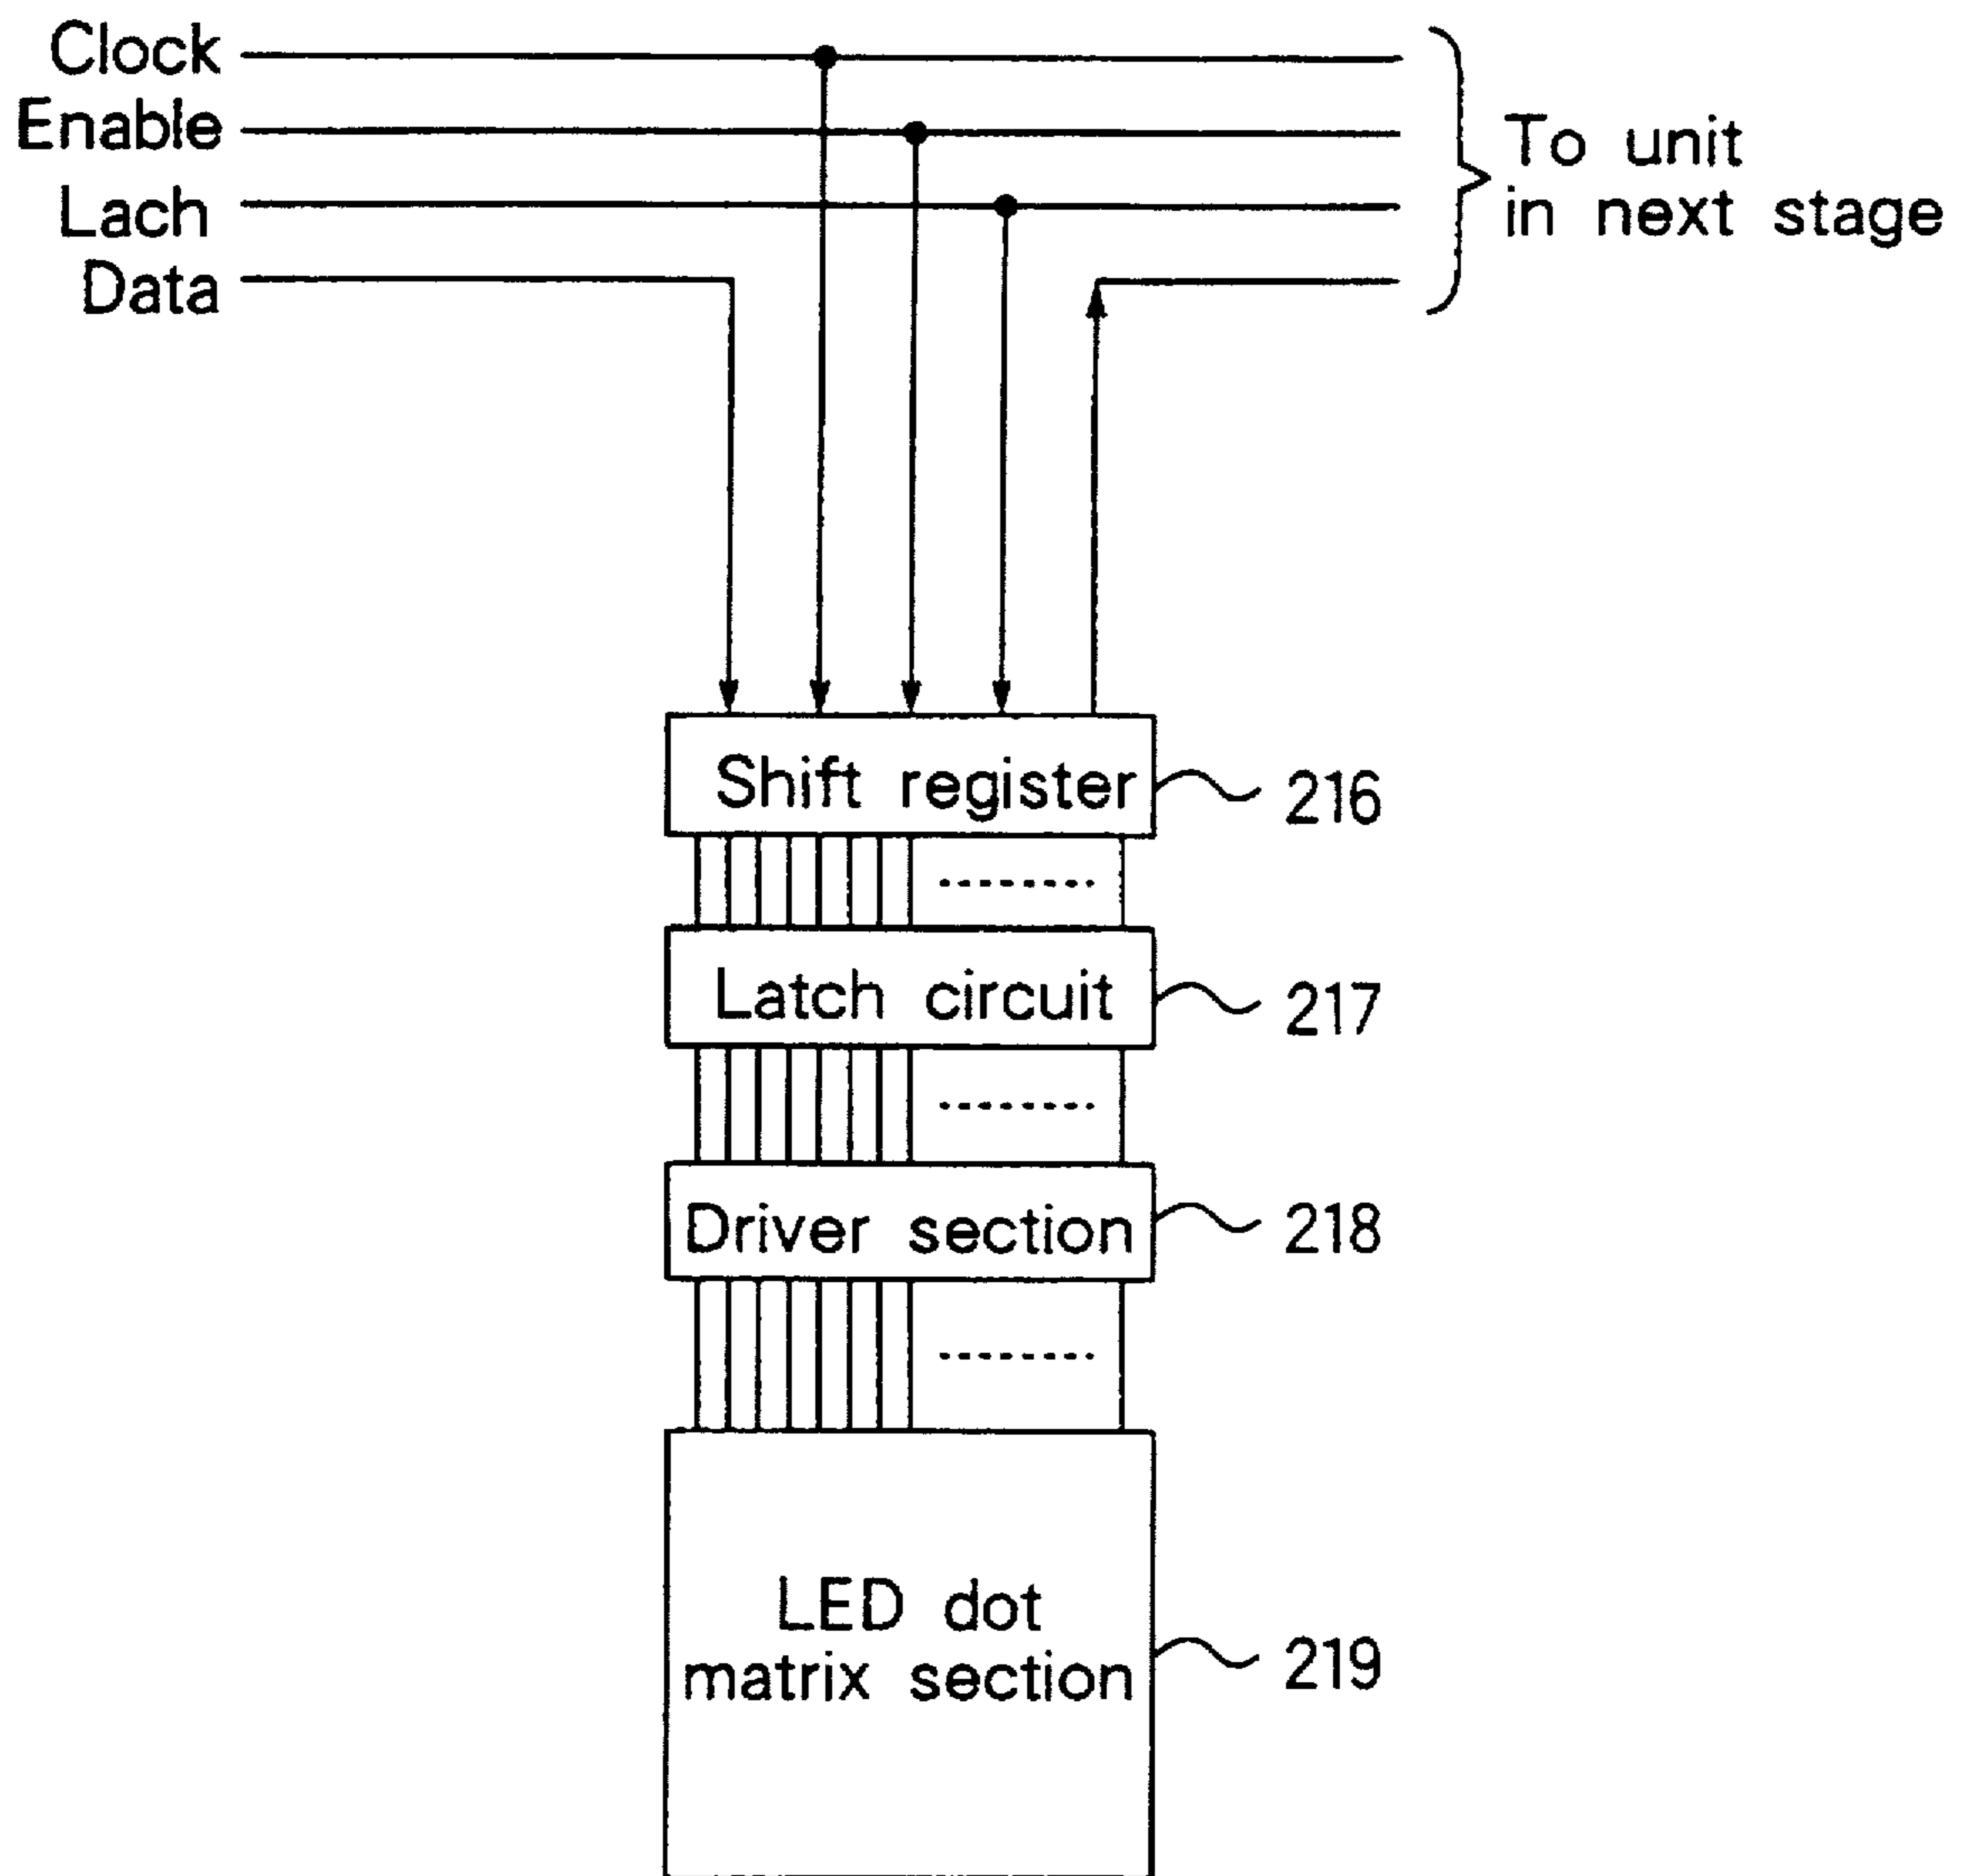 Clock
Enable
Lach
Data
To unit
in next stage
Shift register
216
Latch circuit
217
Driver section
218
LED dot
matrix section
219